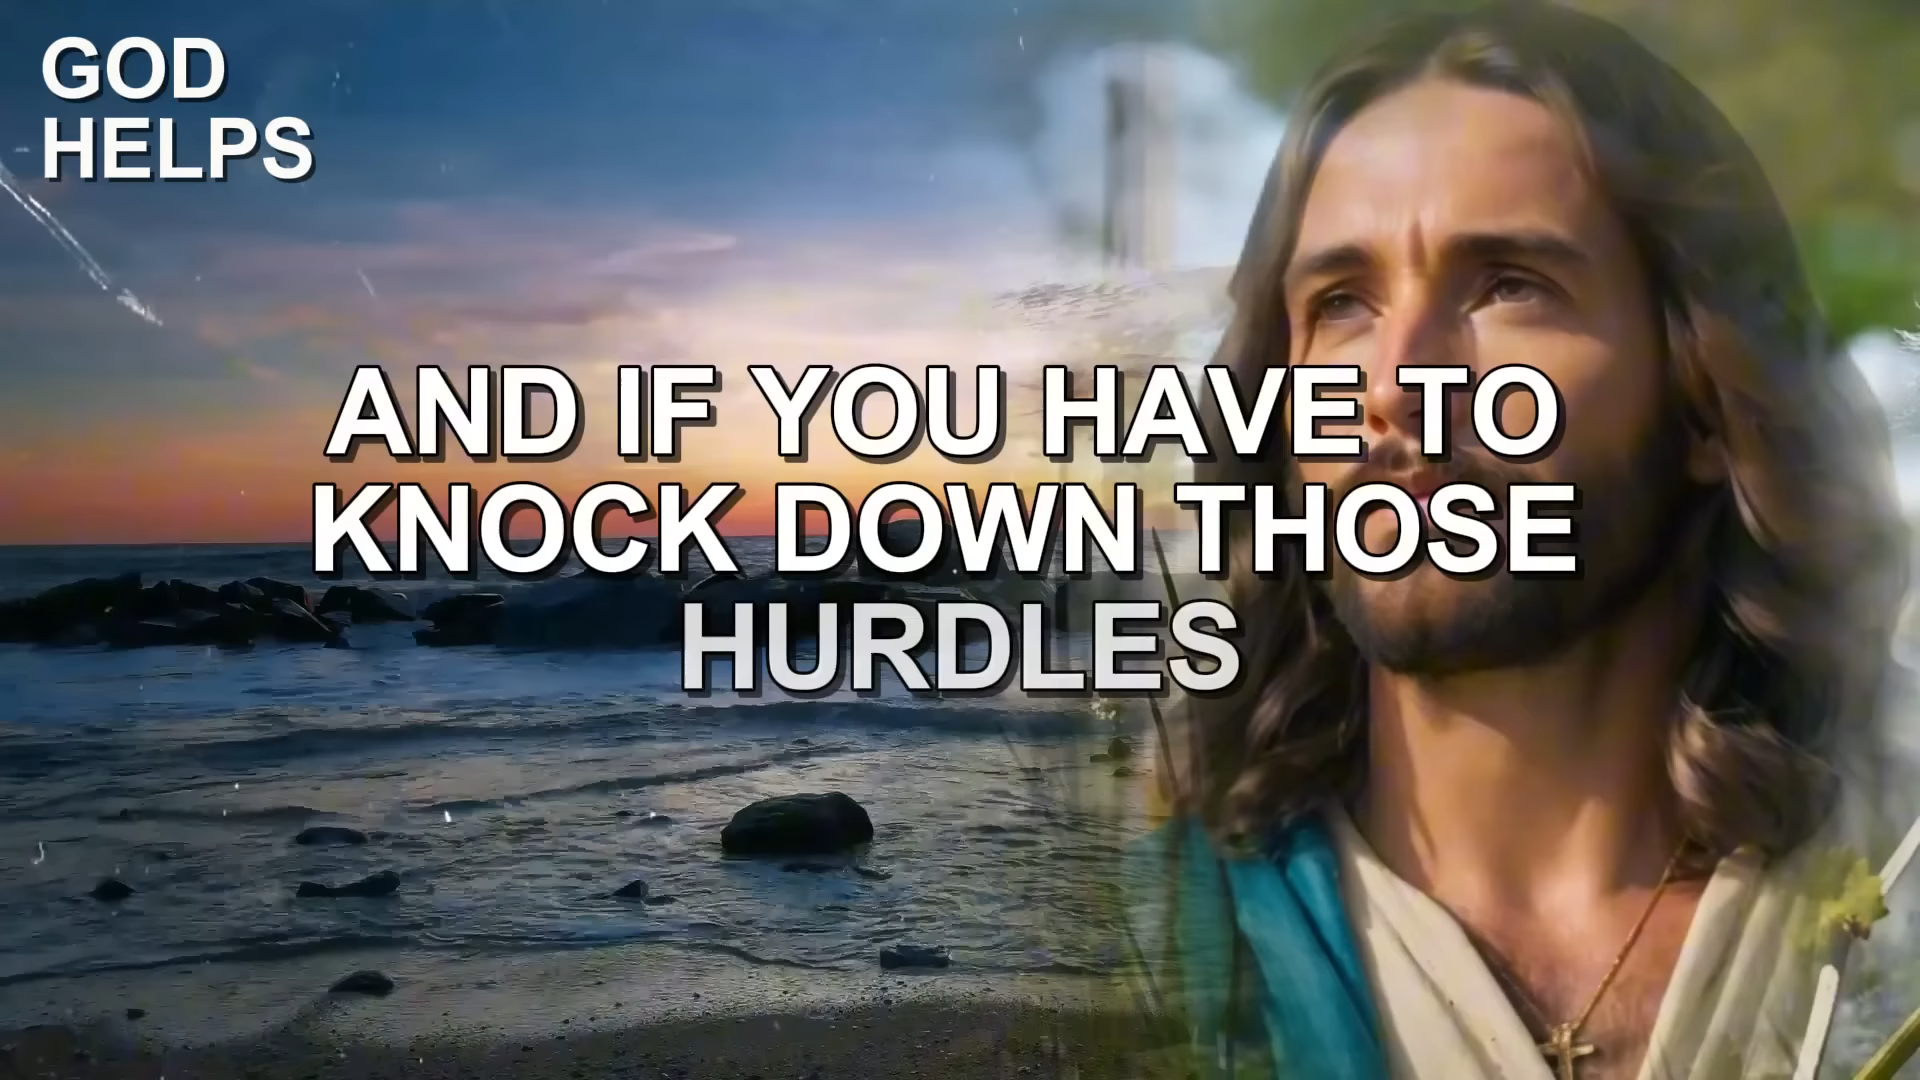 GOD
HELPS
AND IF YOU HAVE TO
KNOCK DOWN THOSE
HURDLES